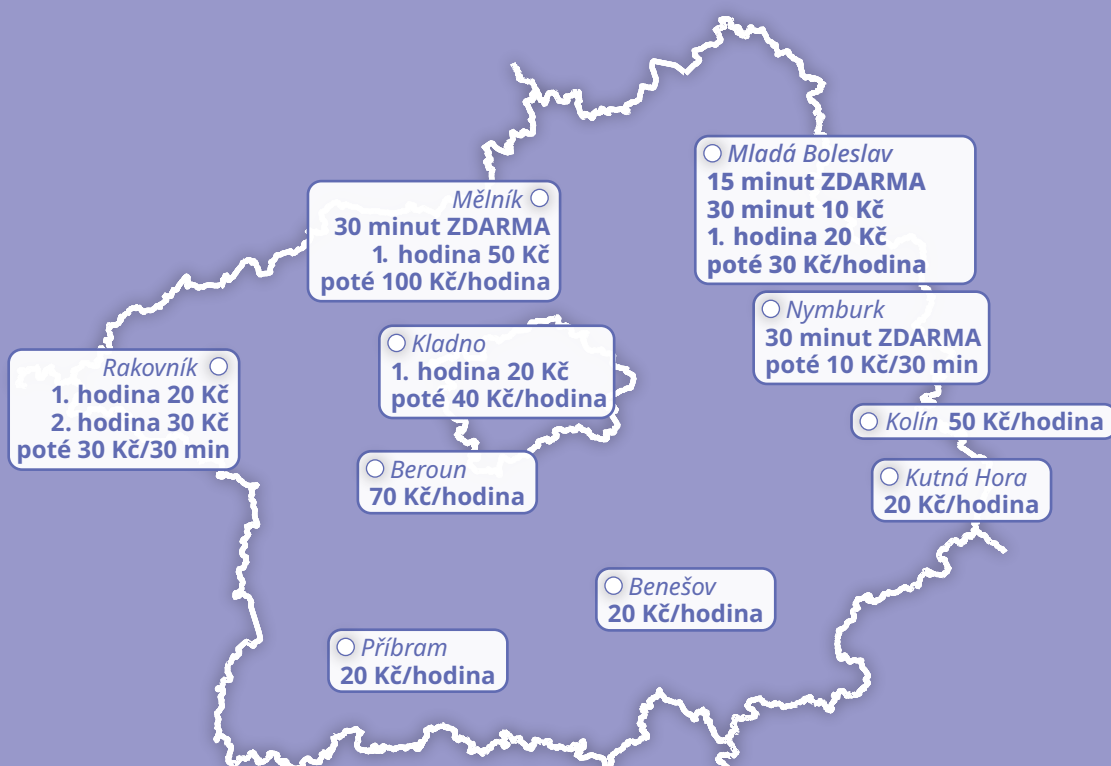 Mladá Boleslav
15 minut ZDARMA
30 minut 10 Kč
1. hodina 20 Kč
poté 30 Kč/hodina
Mělník
30 minut ZDARMA
1. hodina 50 Kč
poté 100 Kč/hodina
Nymburk
30 minut ZDARMA
poté 10 Kč/30 min
Kladno
1. hodina 20 Kč
poté 40 Kč/hodina
Rakovník
1. hodina 20 Kč
2. hodina 30 Kč
poté 30 Kč/30 min
Kolín 50 Kč/hodina
Beroun
70 Kč/hodina
Kutná Hora
20 Kč/hodina
Benešov
20 Kč/hodina
Příbram
20 Kč/hodina